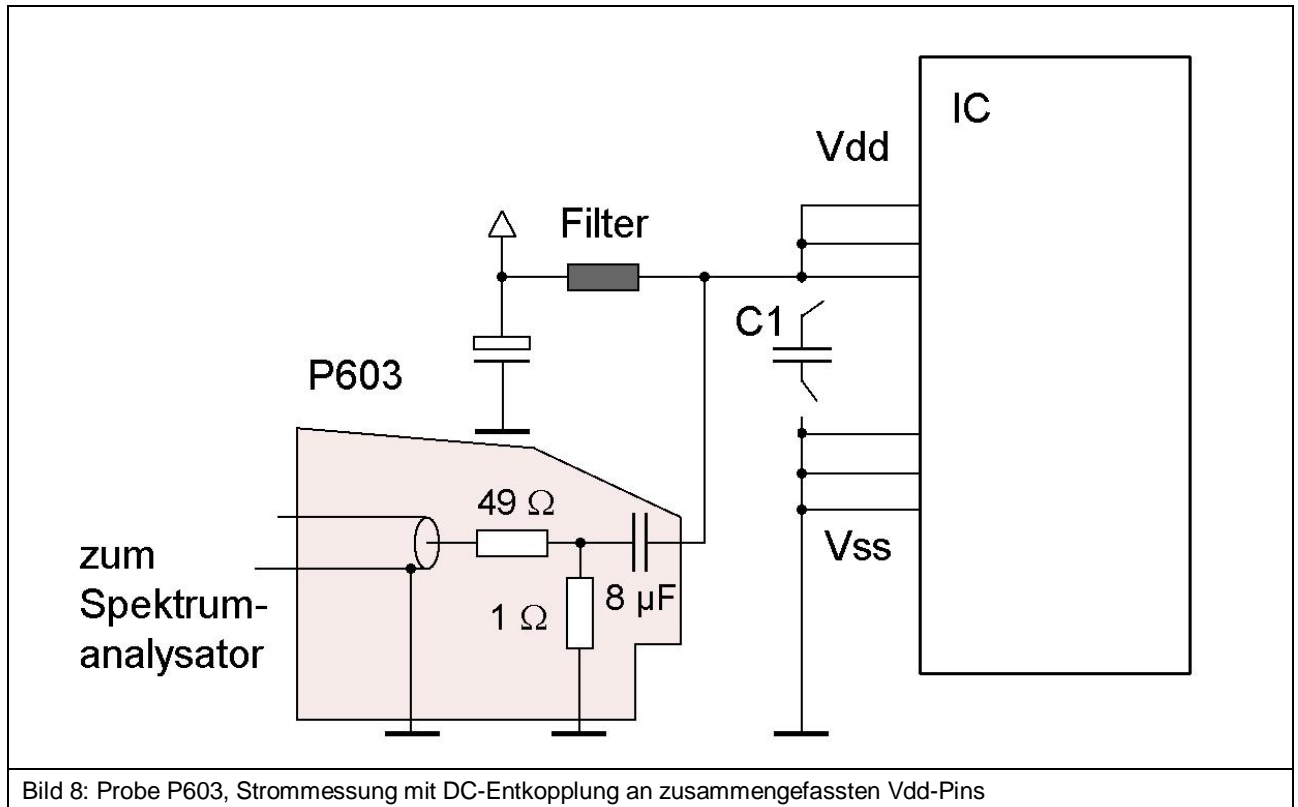 IC
Vdd
Filter
C1
P603
49 Ω
8 µF
1 Ω
Vss
zum
Spektrum-
analysator
Bild 8: Probe P603, Strommessung mit DC-Entkopplung an zusammengefassten Vdd-Pins